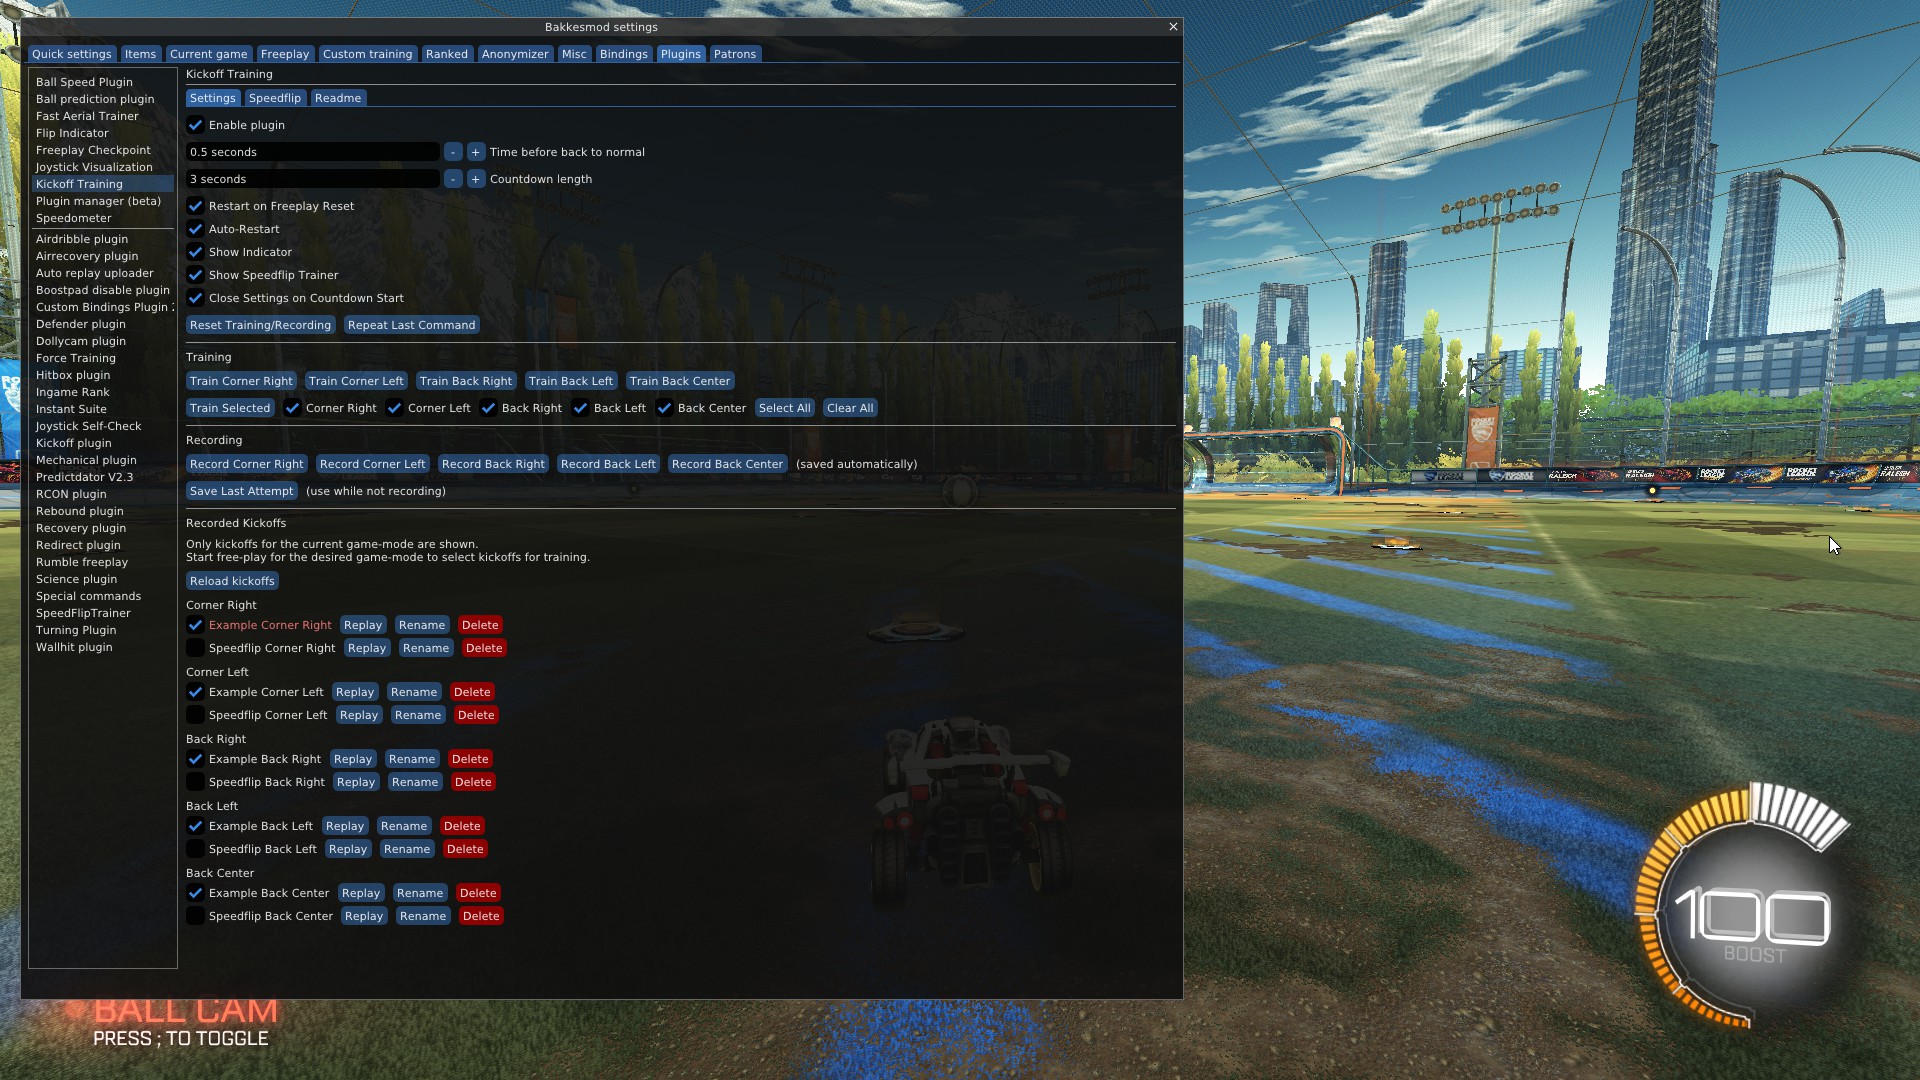 Bakkesmod settings
Quick settings Items Current game Freeplay Custom training Ranked Anonymizer Misc Bindings Plugins Patrons
Ball Speed Plugin
Ball prediction plugin
Fast Aerial Trainer
Flip Indicator
Freeplay Checkpoint
Joystick Visualization
Kickoff Training
Plugin manager (beta)
Speedometer
Airdribble plugin
Airrecovery plugin
Auto replay uploader
Boostpad disable plugin
Custom Bindings Plugin
Defender plugin
Dollycam plugin
Force Training
Hitbox plugin
Ingame Rank
Instant Suite
Joystick Self-Check
Kickoff plugin
Mechanical plugin
Predictdator V2.3
RCON plugin
Rebound plugin
Recovery plugin
Redirect plugin
Rumble freeplay
Science plugin
Special commands
SpeedFlipTrainer
Turning Plugin
Wallhit plugin
Kickoff Training
Settings Speedflip Readme
Enable plugin
0.5 seconds - + Time before back to normal
3 seconds - + Countdown length
Restart on Freeplay Reset
Auto-Restart
Show Indicator
Show Speedflip Trainer
Close Settings on Countdown Start
Reset Training/Recording Repeat Last Command
Training
Train Corner Right Train Corner Left Train Back Right Train Back Left Train Back Center
Train Selected Corner Right Corner Left Back Right Back Left Back Center Select All Clear All
Recording
Record Corner Right Record Corner Left Record Back Right Record Back Left Record Back Center (saved automatically)
Save Last Attempt (use while not recording)
Recorded Kickoffs
Only kickoffs for the current game-mode are shown.
Start free-play for the desired game-mode to select kickoffs for training.
Reload kickoffs
Corner Right
Example Corner Right Replay Rename Delete
Speedflip Corner Right Replay Rename Delete
Corner Left
Example Corner Left Replay Rename Delete
Speedflip Corner Left Replay Rename Delete
Back Right
Example Back Right Replay Rename Delete
Speedflip Back Right Replay Rename Delete
Back Left
Example Back Left Replay Rename Delete
Speedflip Back Left Replay Rename Delete
Back Center
Example Back Center Replay Rename Delete
Speedflip Back Center Replay Rename Delete
100
BOOST
BALL CAM
PRESS ; TO TOGGLE